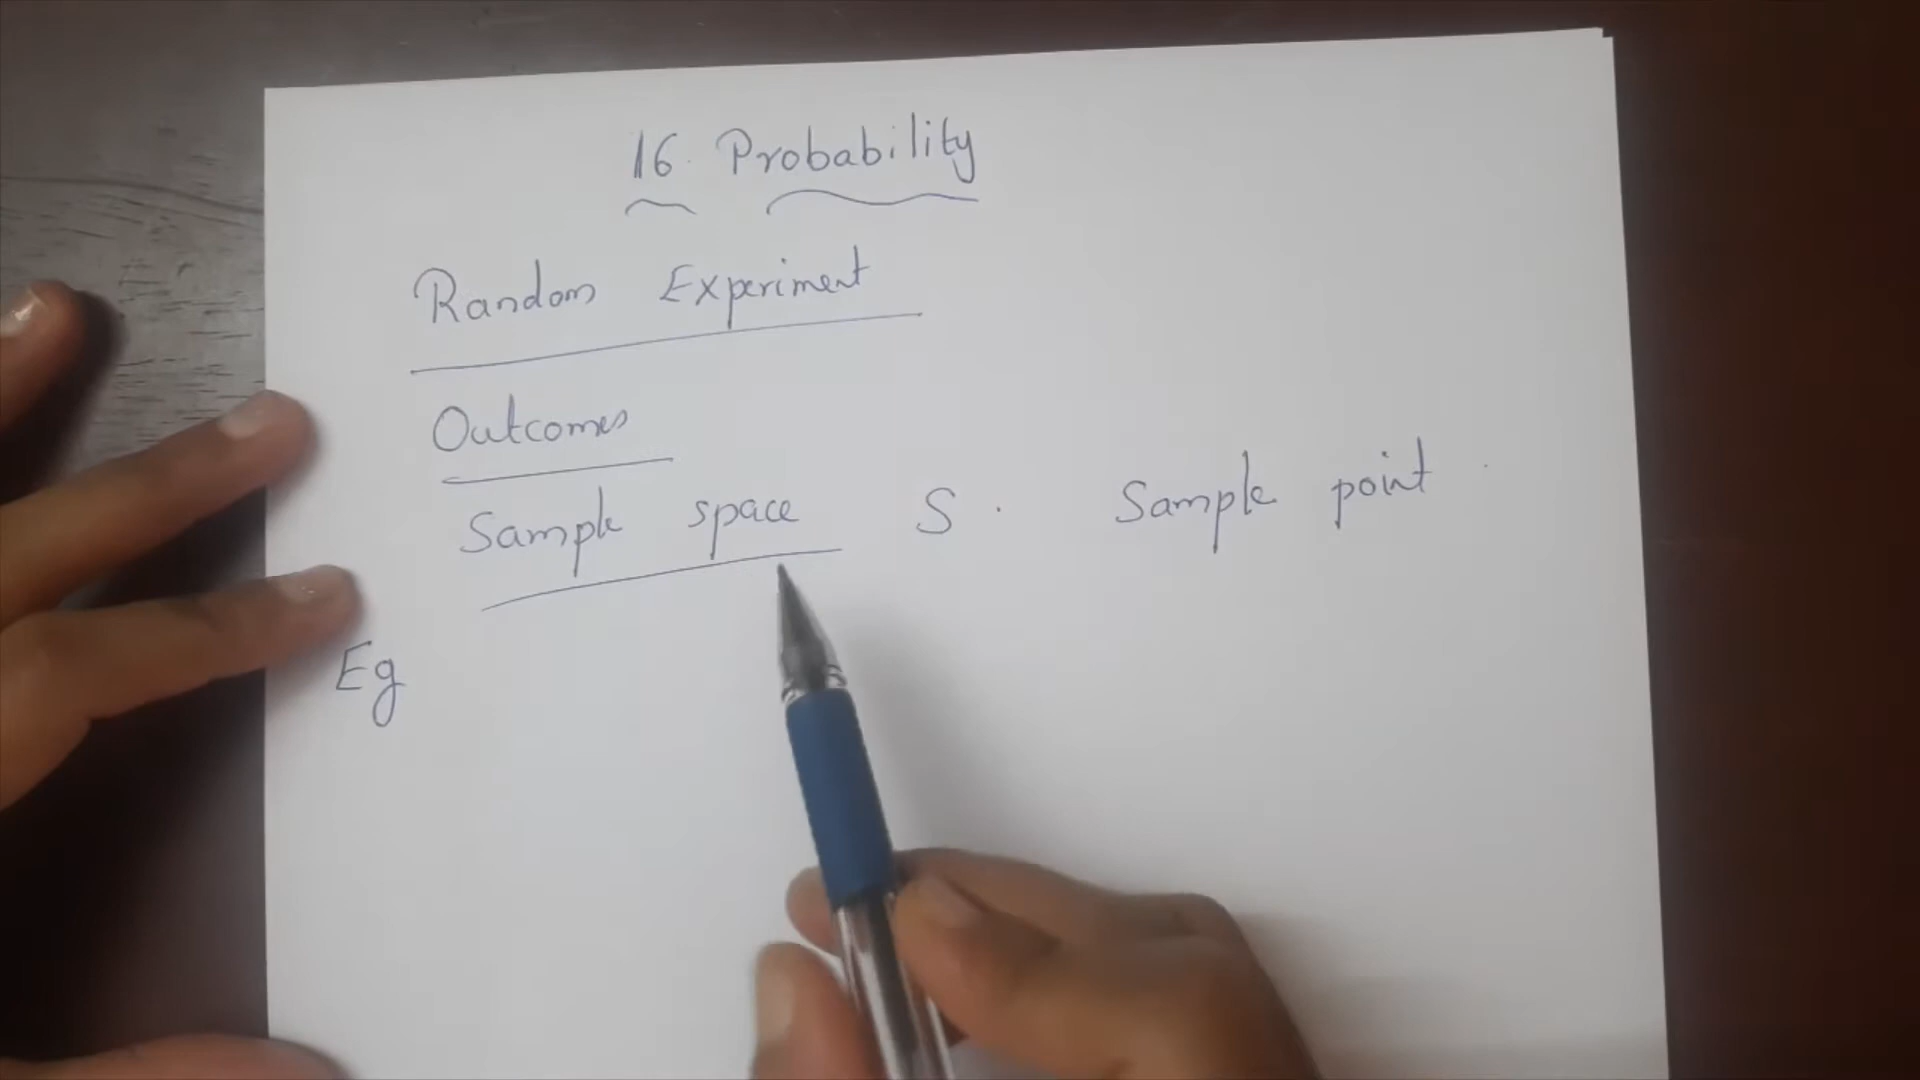 16. Probability
Random Experiment
Outcomes
Sample space S. Sample point.
Eg